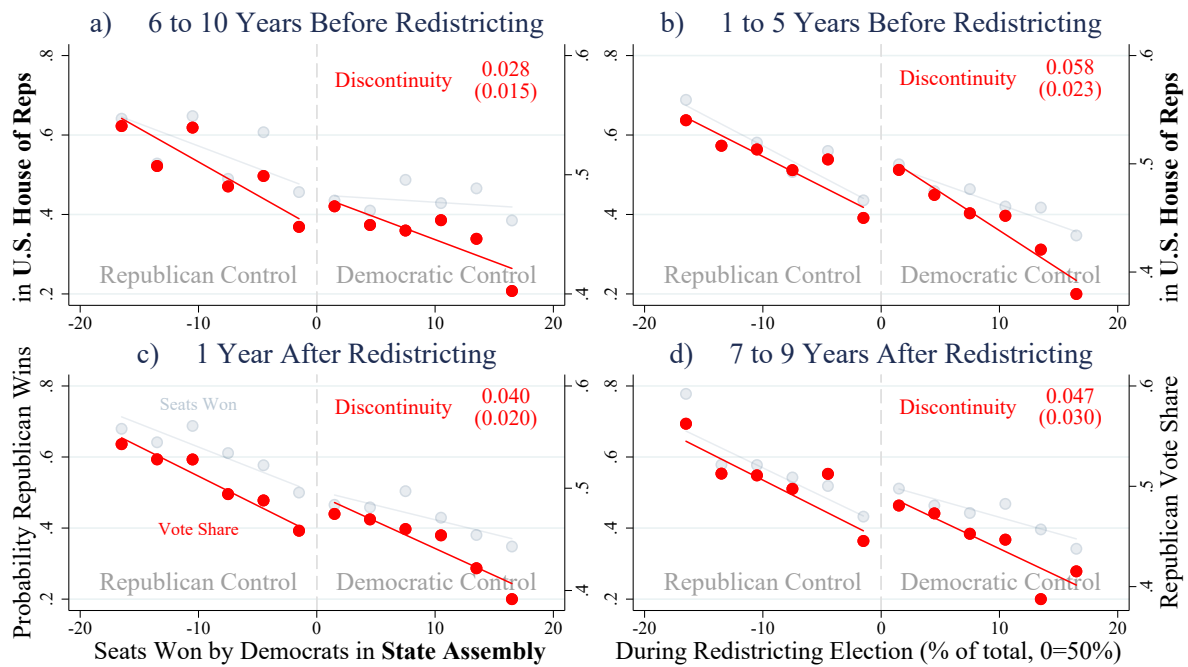 a) 6 to 10 Years Before Redistricting
.8
.6
.4
.2
.6
.5
.4
Discontinuity
0.028
(0.015)
Republican Control
Democratic Control
-20
-10
0
10
20
in U.S. House of Reps
b) 1 to 5 Years Before Redistricting
.8
.6
.4
.2
.6
.5
.4
Discontinuity
0.058
(0.023)
Republican Control
Democratic Control
-20
-10
0
10
20
in U.S. House of Reps
c) 1 Year After Redistricting
.8
.6
.4
.2
.6
.5
.4
Seats Won
Vote Share
Discontinuity
0.040
(0.020)
Republican Control
Democratic Control
-20
-10
0
10
20
Probability Republican Wins
d) 7 to 9 Years After Redistricting
.8
.6
.4
.2
.6
.5
.4
Discontinuity
0.047
(0.030)
Republican Control
Democratic Control
-20
-10
0
10
20
Republican Vote Share
Seats Won by Democrats in State Assembly
During Redistricting Election (% of total, 0=50%)